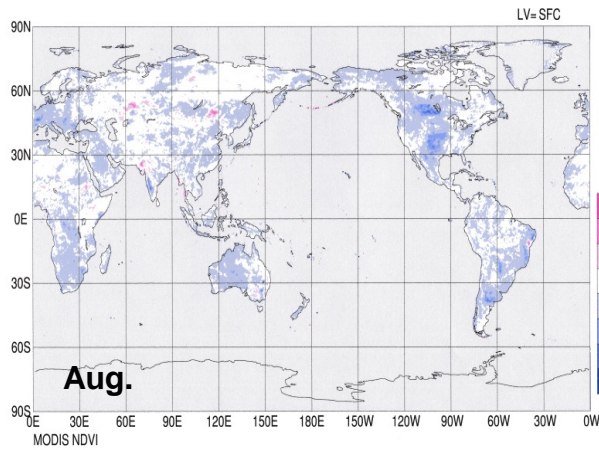 LV= SFC
90N
60N
30N
0E
30S
60S
Aug.
90S
0E 30E 60E 90E 120E 150E 180E 150W 120W 90W 60W 30W 0W
MODIS NDVI